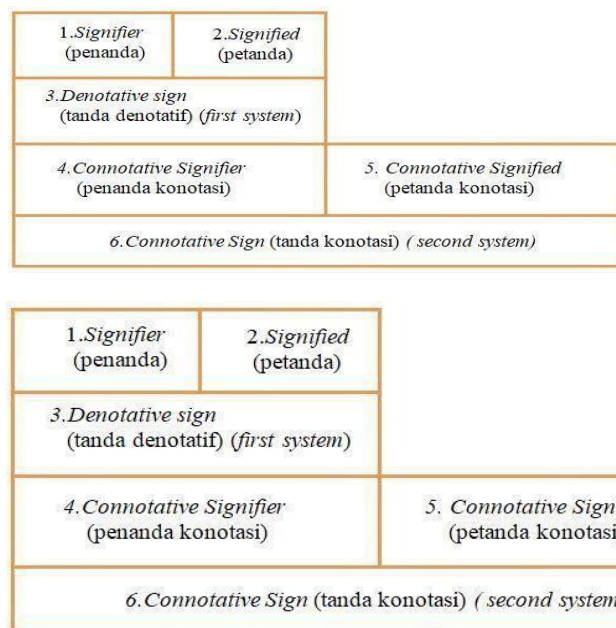 1.Signifier 2.Signified
(penanda) (petanda)
3.Denotative sign
(tanda denotatif) (first system)
4.Connotative Signifier 5. Connotative Signified
(penanda konotasi) (petanda konotasi)
6.Connotative Sign (tanda konotasi) ( second system)
1.Signifier 2.Signified
(penanda) (petanda)
3.Denotative sign
(tanda denotatif) (first system)
4.Connotative Signifier 5. Connotative Signi
(penanda konotasi) (petanda konotasi
6.Connotative Sign (tanda konotasi) ( second system